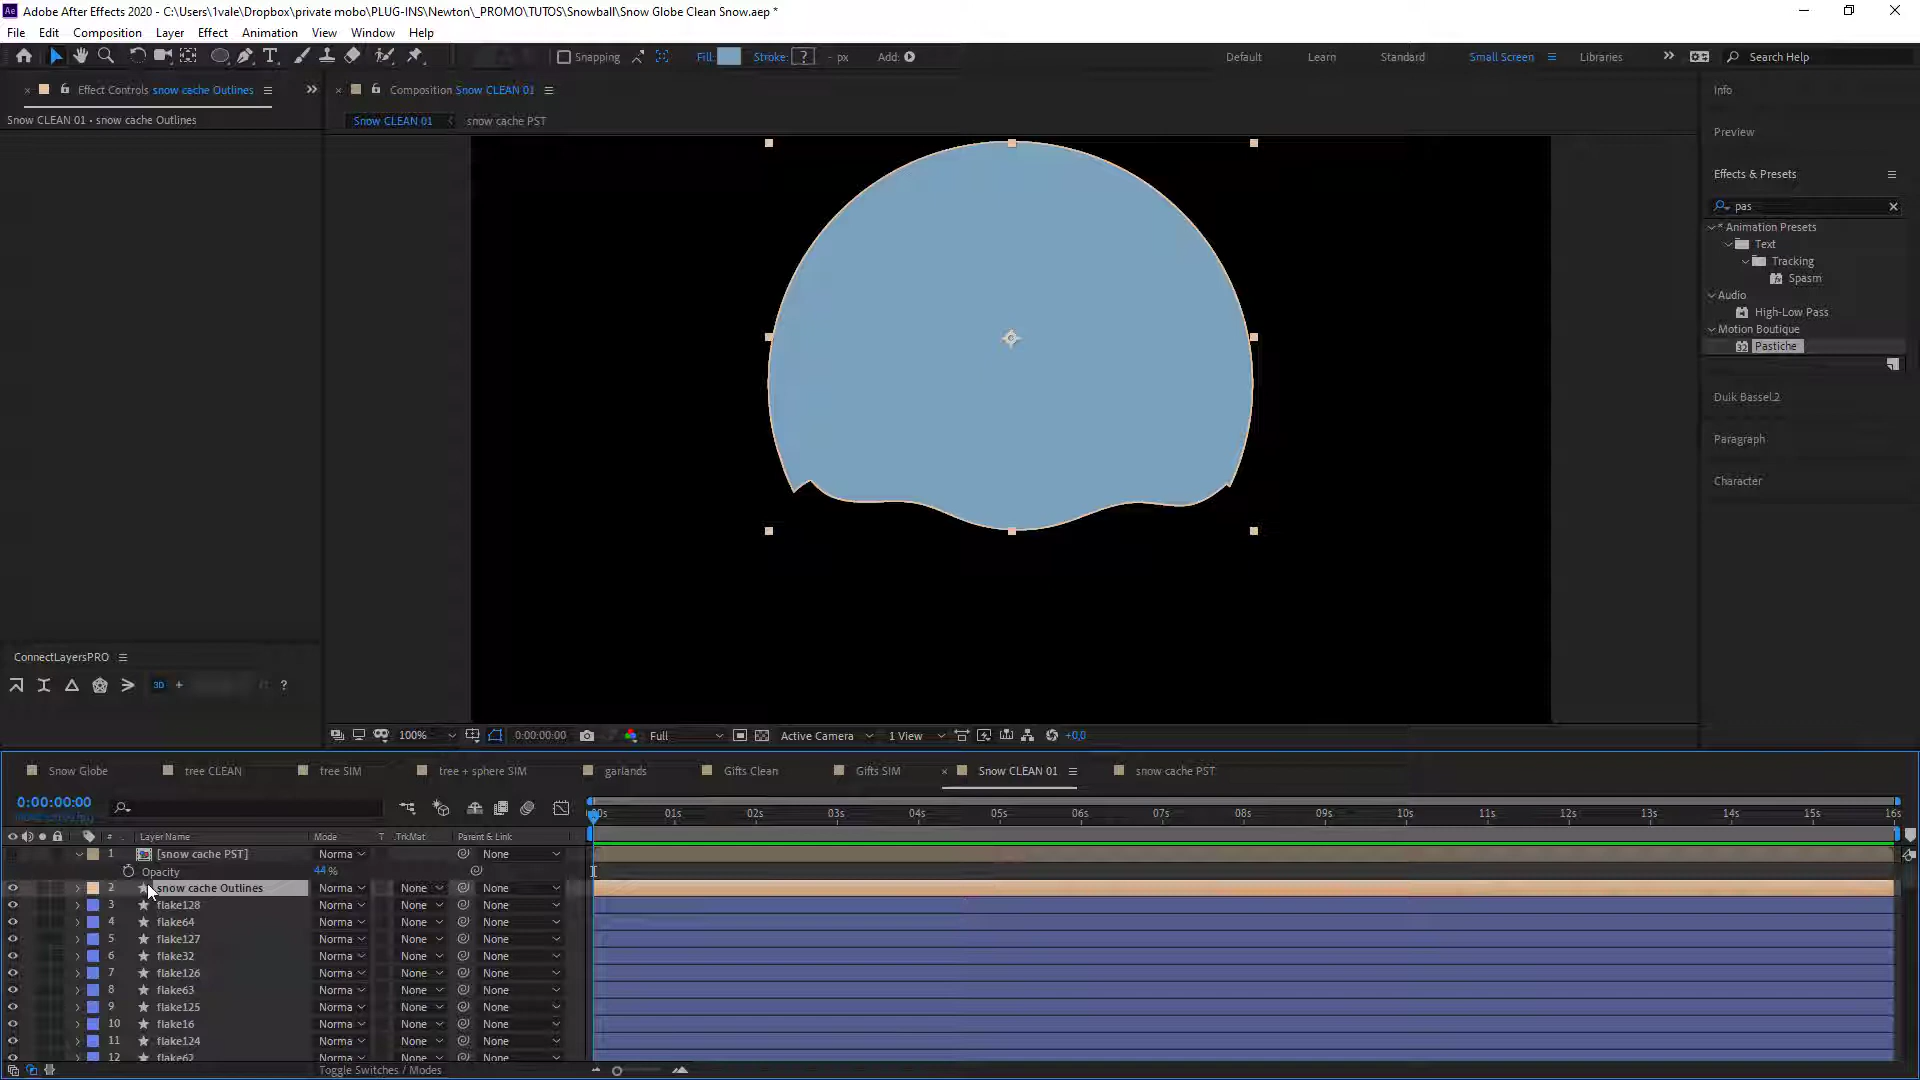 Adobe After Effects 2020 - C:\Users\1vale\Dropbox\private mobo\PLUG-INS\Newton\_PROMO\TUTOS\Snowball\Snow Globe Clean Snow.aep *
File Edit Composition Layer Effect Animation View Window Help
Snapping Fill: Stroke: ? - px Add: Default Learn Standard Small Screen Libraries Search Help
Effect Controls snow cache Outlines
Composition Snow CLEAN 01
Info
Snow CLEAN 01 • snow cache Outlines
Snow CLEAN 01 snow cache PST
Preview
Effects & Presets
pas
* Animation Presets
Text
Tracking
Spasm
Audio
High-Low Pass
Motion Boutique
32 Pastiche
Duik Bassel.2
Paragraph
Character
ConnectLayersPRO
3D + ?
100% 0:00:00:00 Full Active Camera 1 View +0,0
Snow Globe tree CLEAN tree SIM tree + sphere SIM garlands Gifts Clean Gifts SIM Snow CLEAN 01 snow cache PST
0:00:00:00
:00s 01s 02s 03s 04s 05s 06s 07s 08s 09s 10s 11s 12s 13s 14s 15s 16s
# Layer Name Mode T .TrkMat Parent & Link
1 [snow cache PST] Norma None
Opacity 44 %
2 snow cache Outlines Norma None None
3 flake128 Norma None None
4 flake64 Norma None None
5 flake127 Norma None None
6 flake32 Norma None None
7 flake126 Norma None None
8 flake63 Norma None None
9 flake125 Norma None None
10 flake16 Norma None None
11 flake124 Norma None None
12 flake62 Norma None None
Toggle Switches / Modes